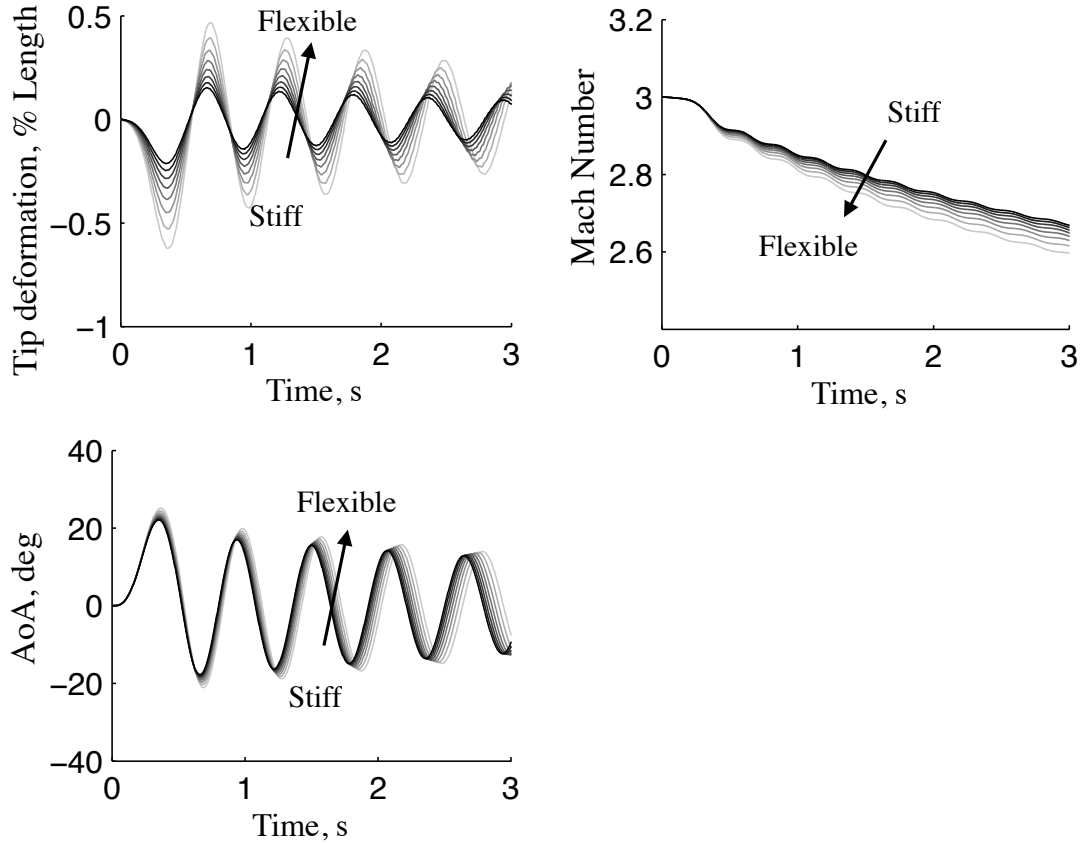 Tip deformation, % Length
0.5
0
−0.5
−1
Flexible
Stiff
0 1 2 3
Time, s
Mach Number
3.2
3
2.8
2.6
Stiff
Flexible
0 1 2 3
Time, s
AoA, deg
40
20
0
−20
−40
Flexible
Stiff
0 1 2 3
Time, s